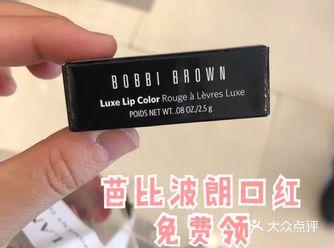 BOBBI BROWN
Luxe Lip Color Rouge à Lèvres Luxe
POIDS NET WT. .08 OZ./2.5 g
芭比波朗口红
免费领
大众点评